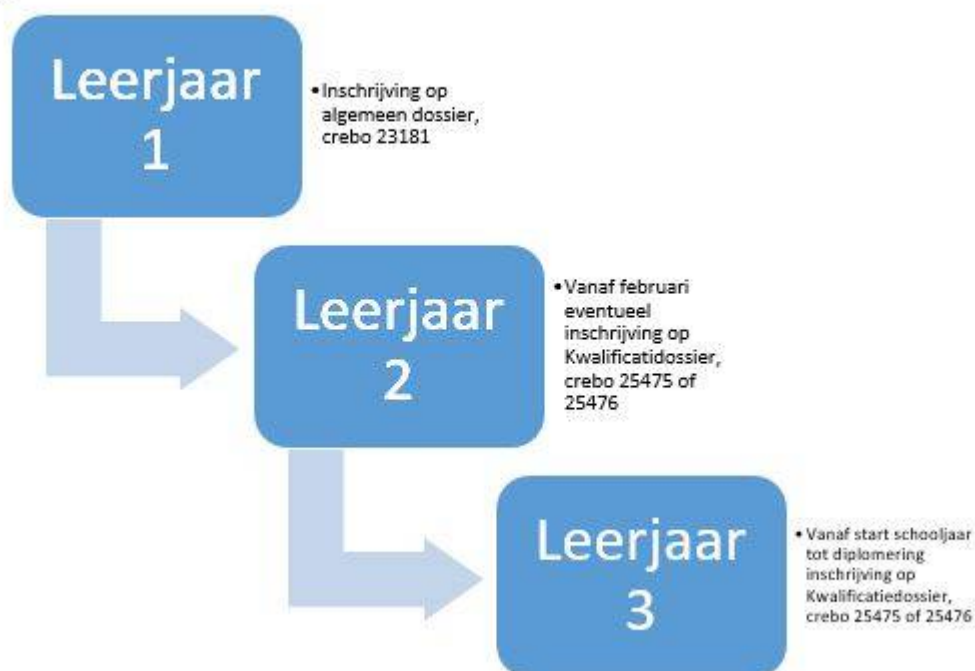 Leerjaar
1
•Inschrijving op
algemeen dossier,
crebo 23181
Leerjaar
2
•Vanaf februari
eventueel
inschrijving op
Kwalificatidossier,
crebo 25475 of
25476
Leerjaar
3
•Vanaf start schooljaar
tot diplomering
inschrijving op
Kwalificatiedossier,
crebo 25475 of 25476